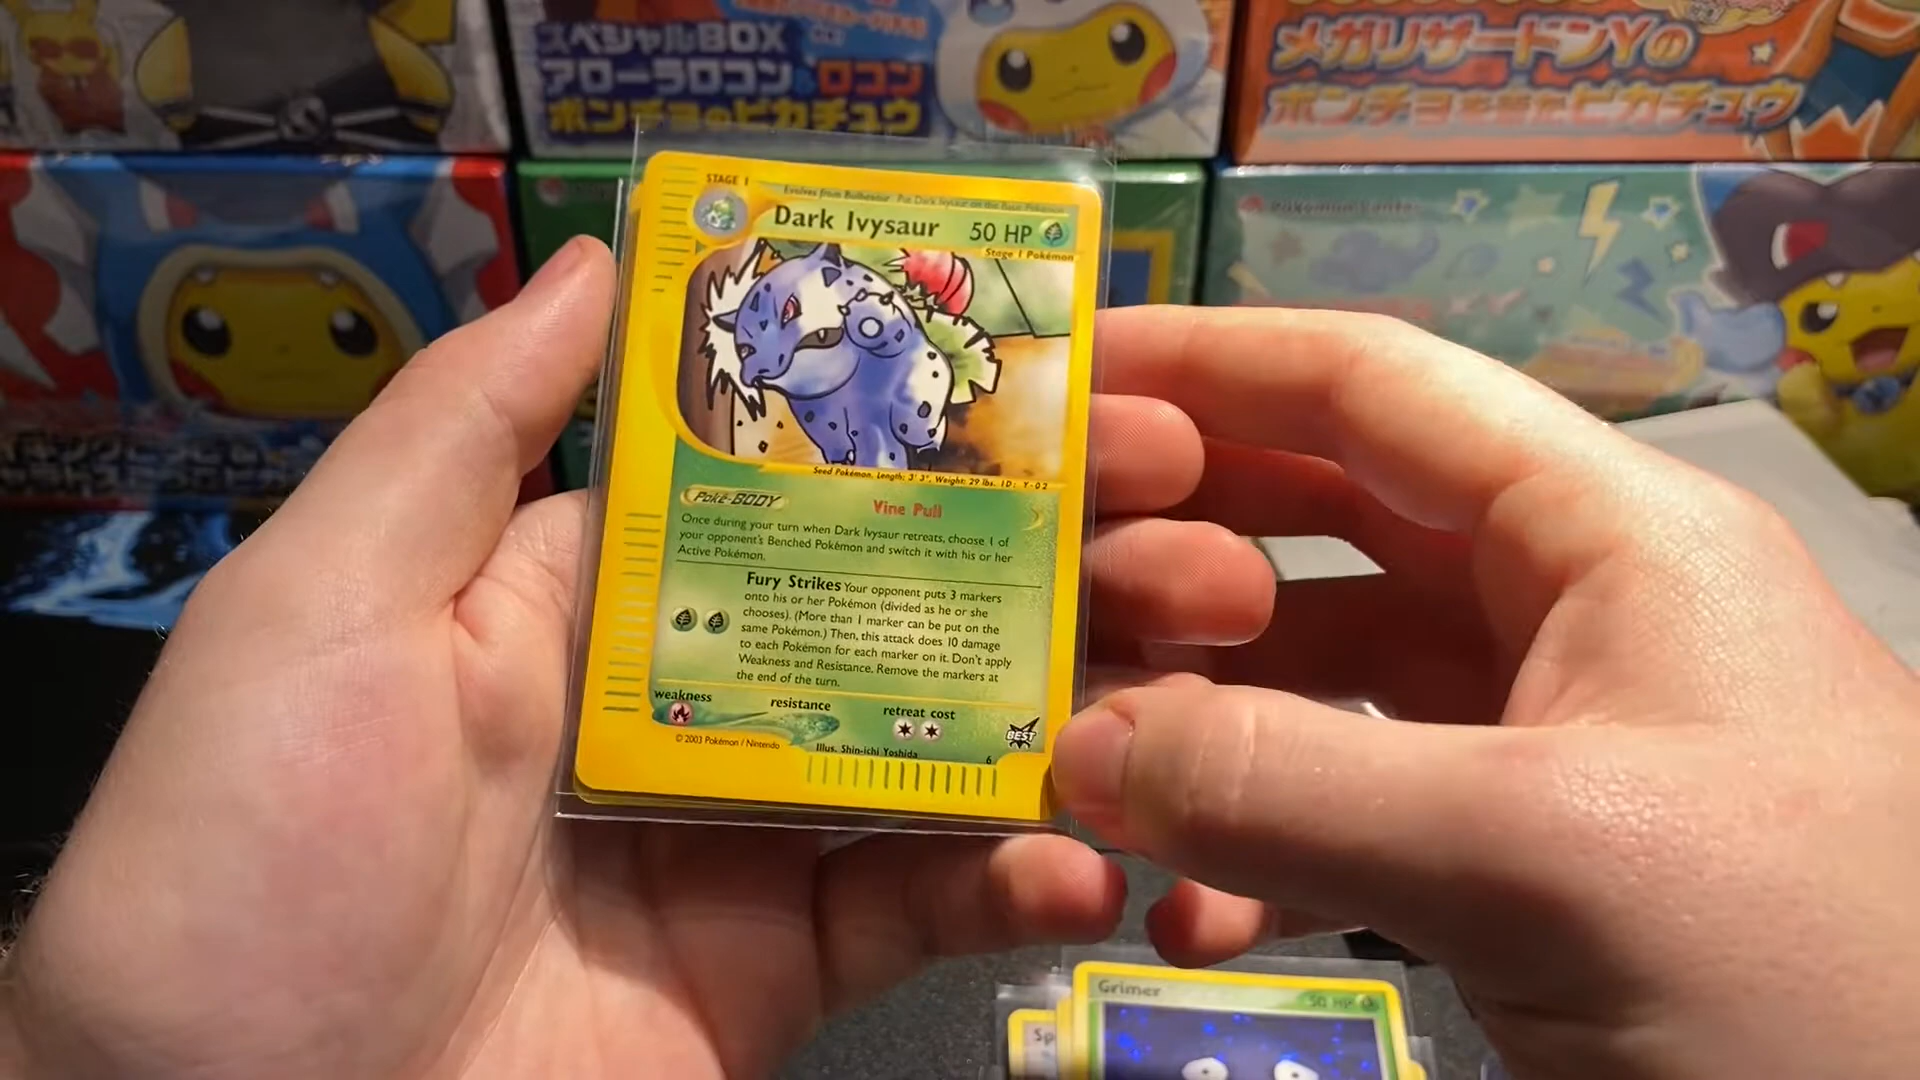 スペシャルBOX
アローラロコン&ロコン
ポンチョのピカチュウ
メガリザードンYの
ポンチョを着たピカチュウ
STAGE 1
Evolves from Bulbasaur Put Dark Ivysaur on the Basic Pokémon
Dark Ivysaur 50 HP
Stage 1 Pokémon
Seed Pokémon, Length: 3' 3", Weight: 29 lbs. ID: Y-02
Poké-BODY Vine Pull
Once during your turn when Dark Ivysaur retreats, choose 1 of
your opponent's Benched Pokémon and switch it with his or her
Active Pokémon.
Fury Strikes Your opponent puts 3 markers
onto his or her Pokémon (divided as he or she
chooses). (More than 1 marker can be put on the
same Pokémon.) Then, this attack does 10 damage
to each Pokémon for each marker on it. Don't apply
Weakness and Resistance. Remove the markers at
the end of the turn.
weakness resistance retreat cost
BEST
© 2003 Pokémon / Nintendo
Illus. Shin-ichi Yoshida 6
Grimer 50 HP
Sp